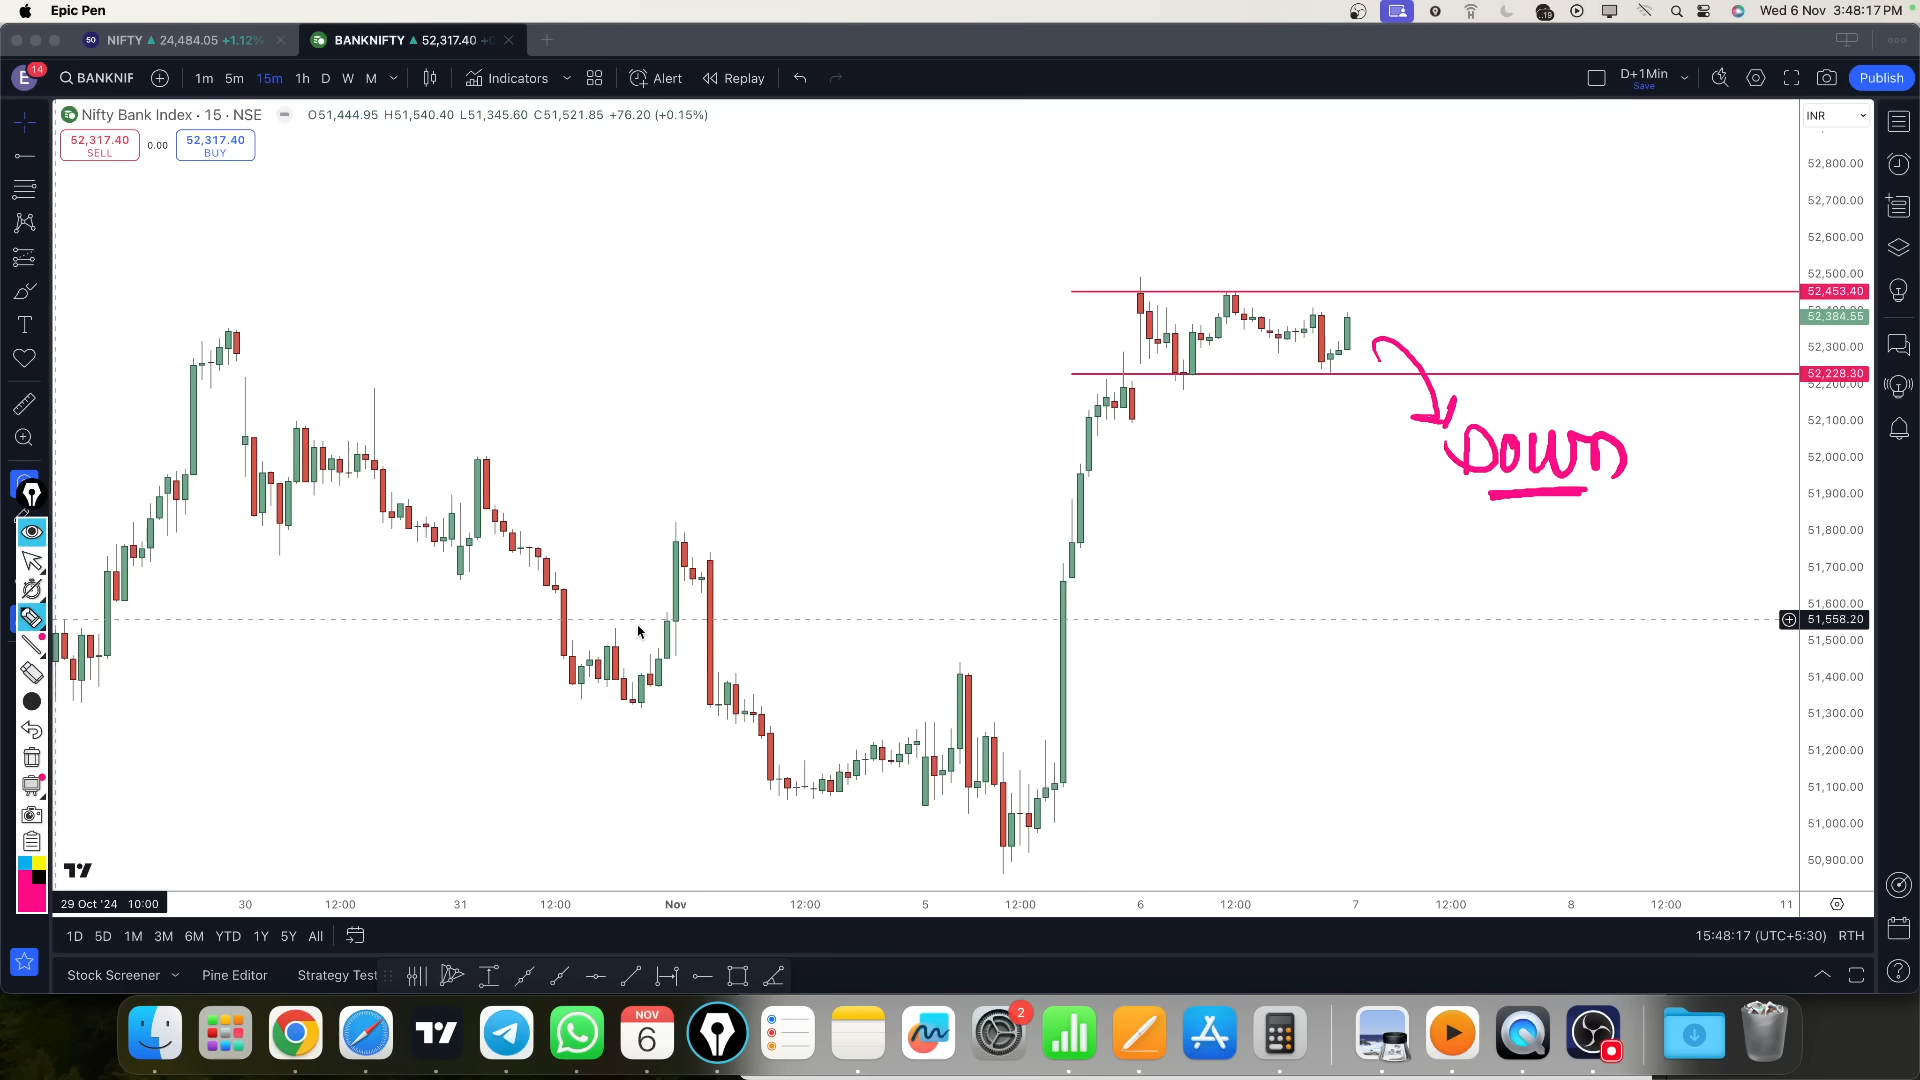 Epic Pen
Wed 6 Nov 3:48:17 PM
NIFTY ▲ 24,484.05 +1.12%
BANKNIFTY ▲ 52,317.40 +0
E 14
BANKNIF
1m 5m 15m 1h D W M
Indicators
Alert
Replay
D+1Min
Save
Publish
Nifty Bank Index · 15 · NSE
O51,444.95 H51,540.40 L51,345.60 C51,521.85 +76.20 (+0.15%)
52,317.40
SELL
0.00
52,317.40
BUY
INR
52,800.00
52,700.00
52,600.00
52,500.00
52,453.40
52,384.55
52,300.00
52,228.30
52,200.00
52,100.00
52,000.00
51,900.00
51,800.00
51,700.00
51,600.00
51,558.20
51,500.00
51,400.00
51,300.00
51,200.00
51,100.00
51,000.00
50,900.00
Down
29 Oct '24 10:00
30 12:00 31 12:00 Nov 12:00 5 12:00 6 12:00 7 12:00 8 12:00 11
1D 5D 1M 3M 6M YTD 1Y 5Y All
15:48:17 (UTC+5:30) RTH
Stock Screener
Pine Editor
Strategy Test
NOV
6
2